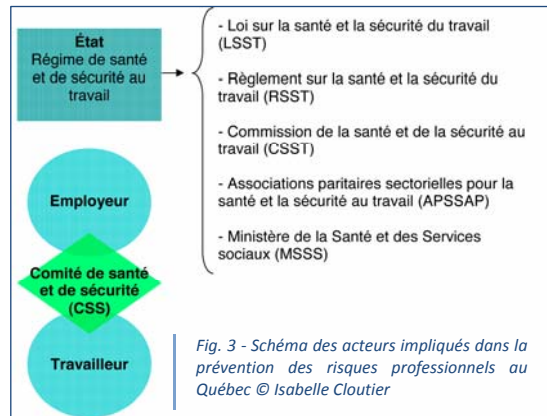 État
Régime de santé
et de sécurité au
travail
- Loi sur la santé et la sécurité du travail
(LSST)
- Règlement sur la santé et la sécurité du
travail (RSST)
- Commission de la santé et de la sécurité au
travail (CSST)
- Associations paritaires sectorielles pour la
santé et la sécurité au travail (APSSAP)
- Ministère de la Santé et des Services
sociaux (MSSS)
Employeur
Comité de santé
et de sécurité
(CSS)
Travailleur
Fig. 3 - Schéma des acteurs impliqués dans la
prévention des risques professionnels au
Québec © Isabelle Cloutier